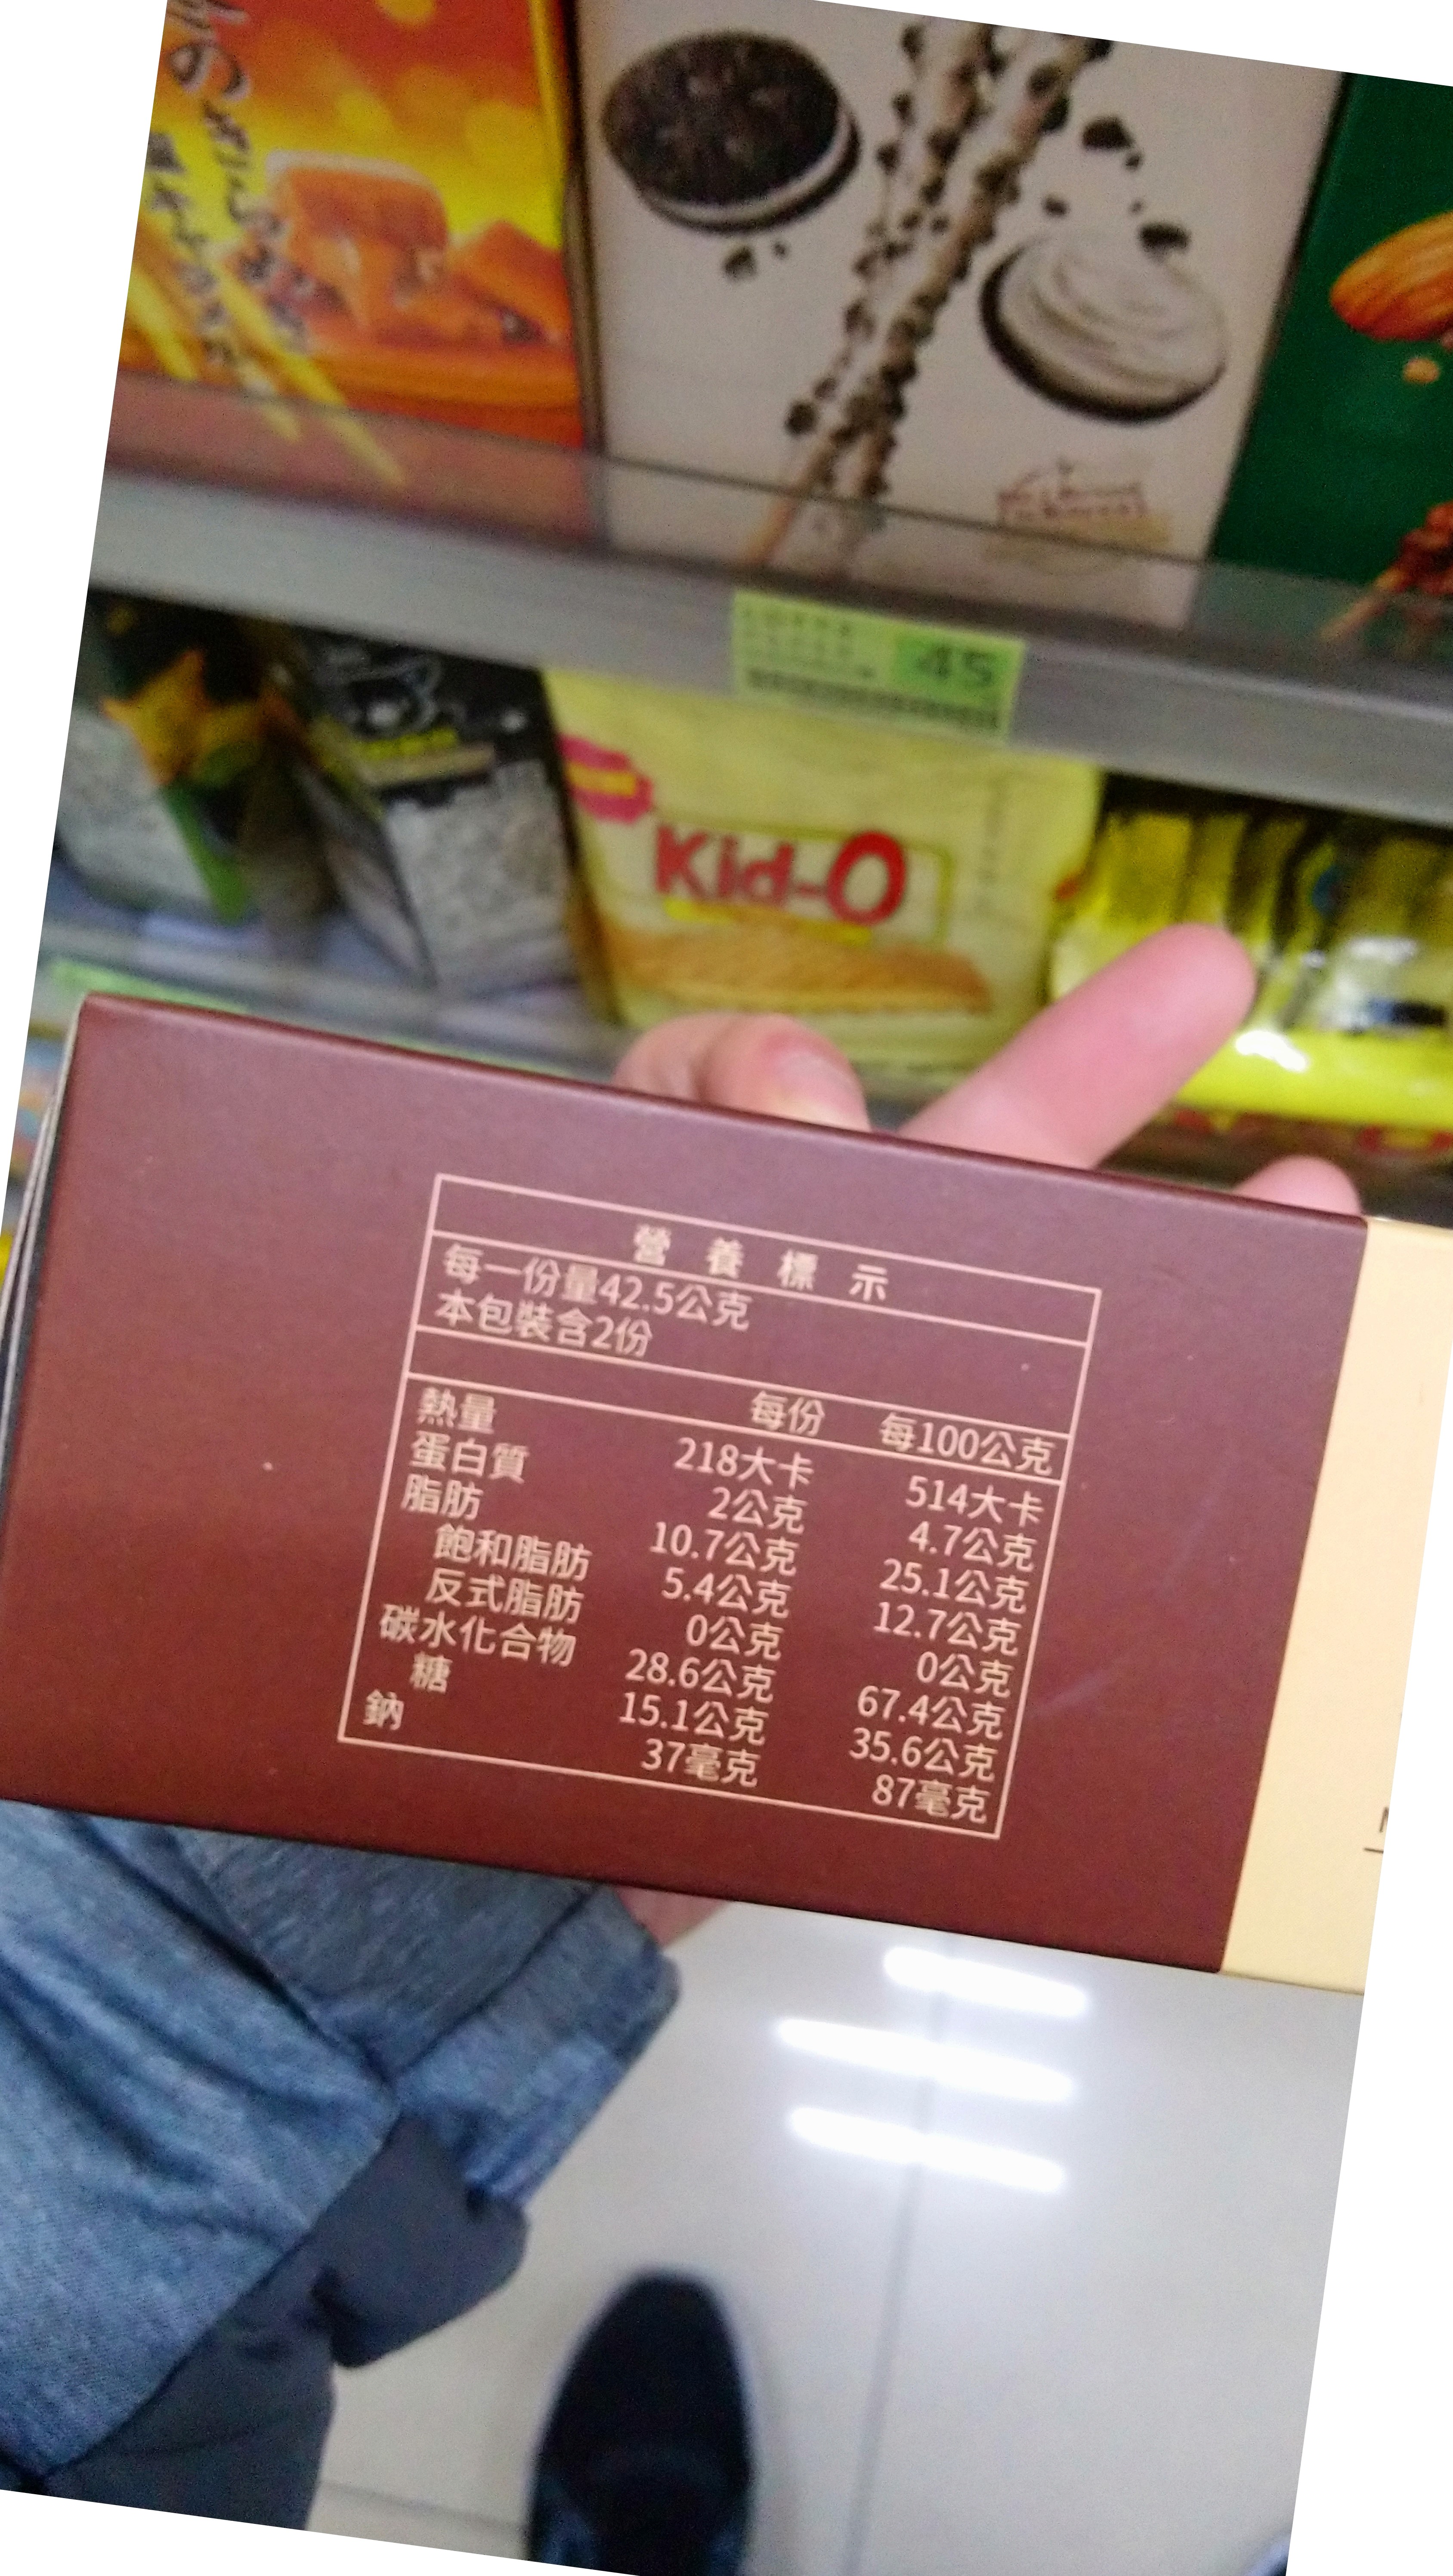 45
Kid-O
營養標示
每一份量42.5公克
本包裝含2份
每份 每100公克
熱量 218大卡 514大卡
蛋白質 2公克 4.7公克
脂肪 10.7公克 25.1公克
飽和脂肪 5.4公克 12.7公克
反式脂肪 0公克 0公克
碳水化合物 28.6公克 67.4公克
糖 15.1公克 35.6公克
鈉 37毫克 87毫克